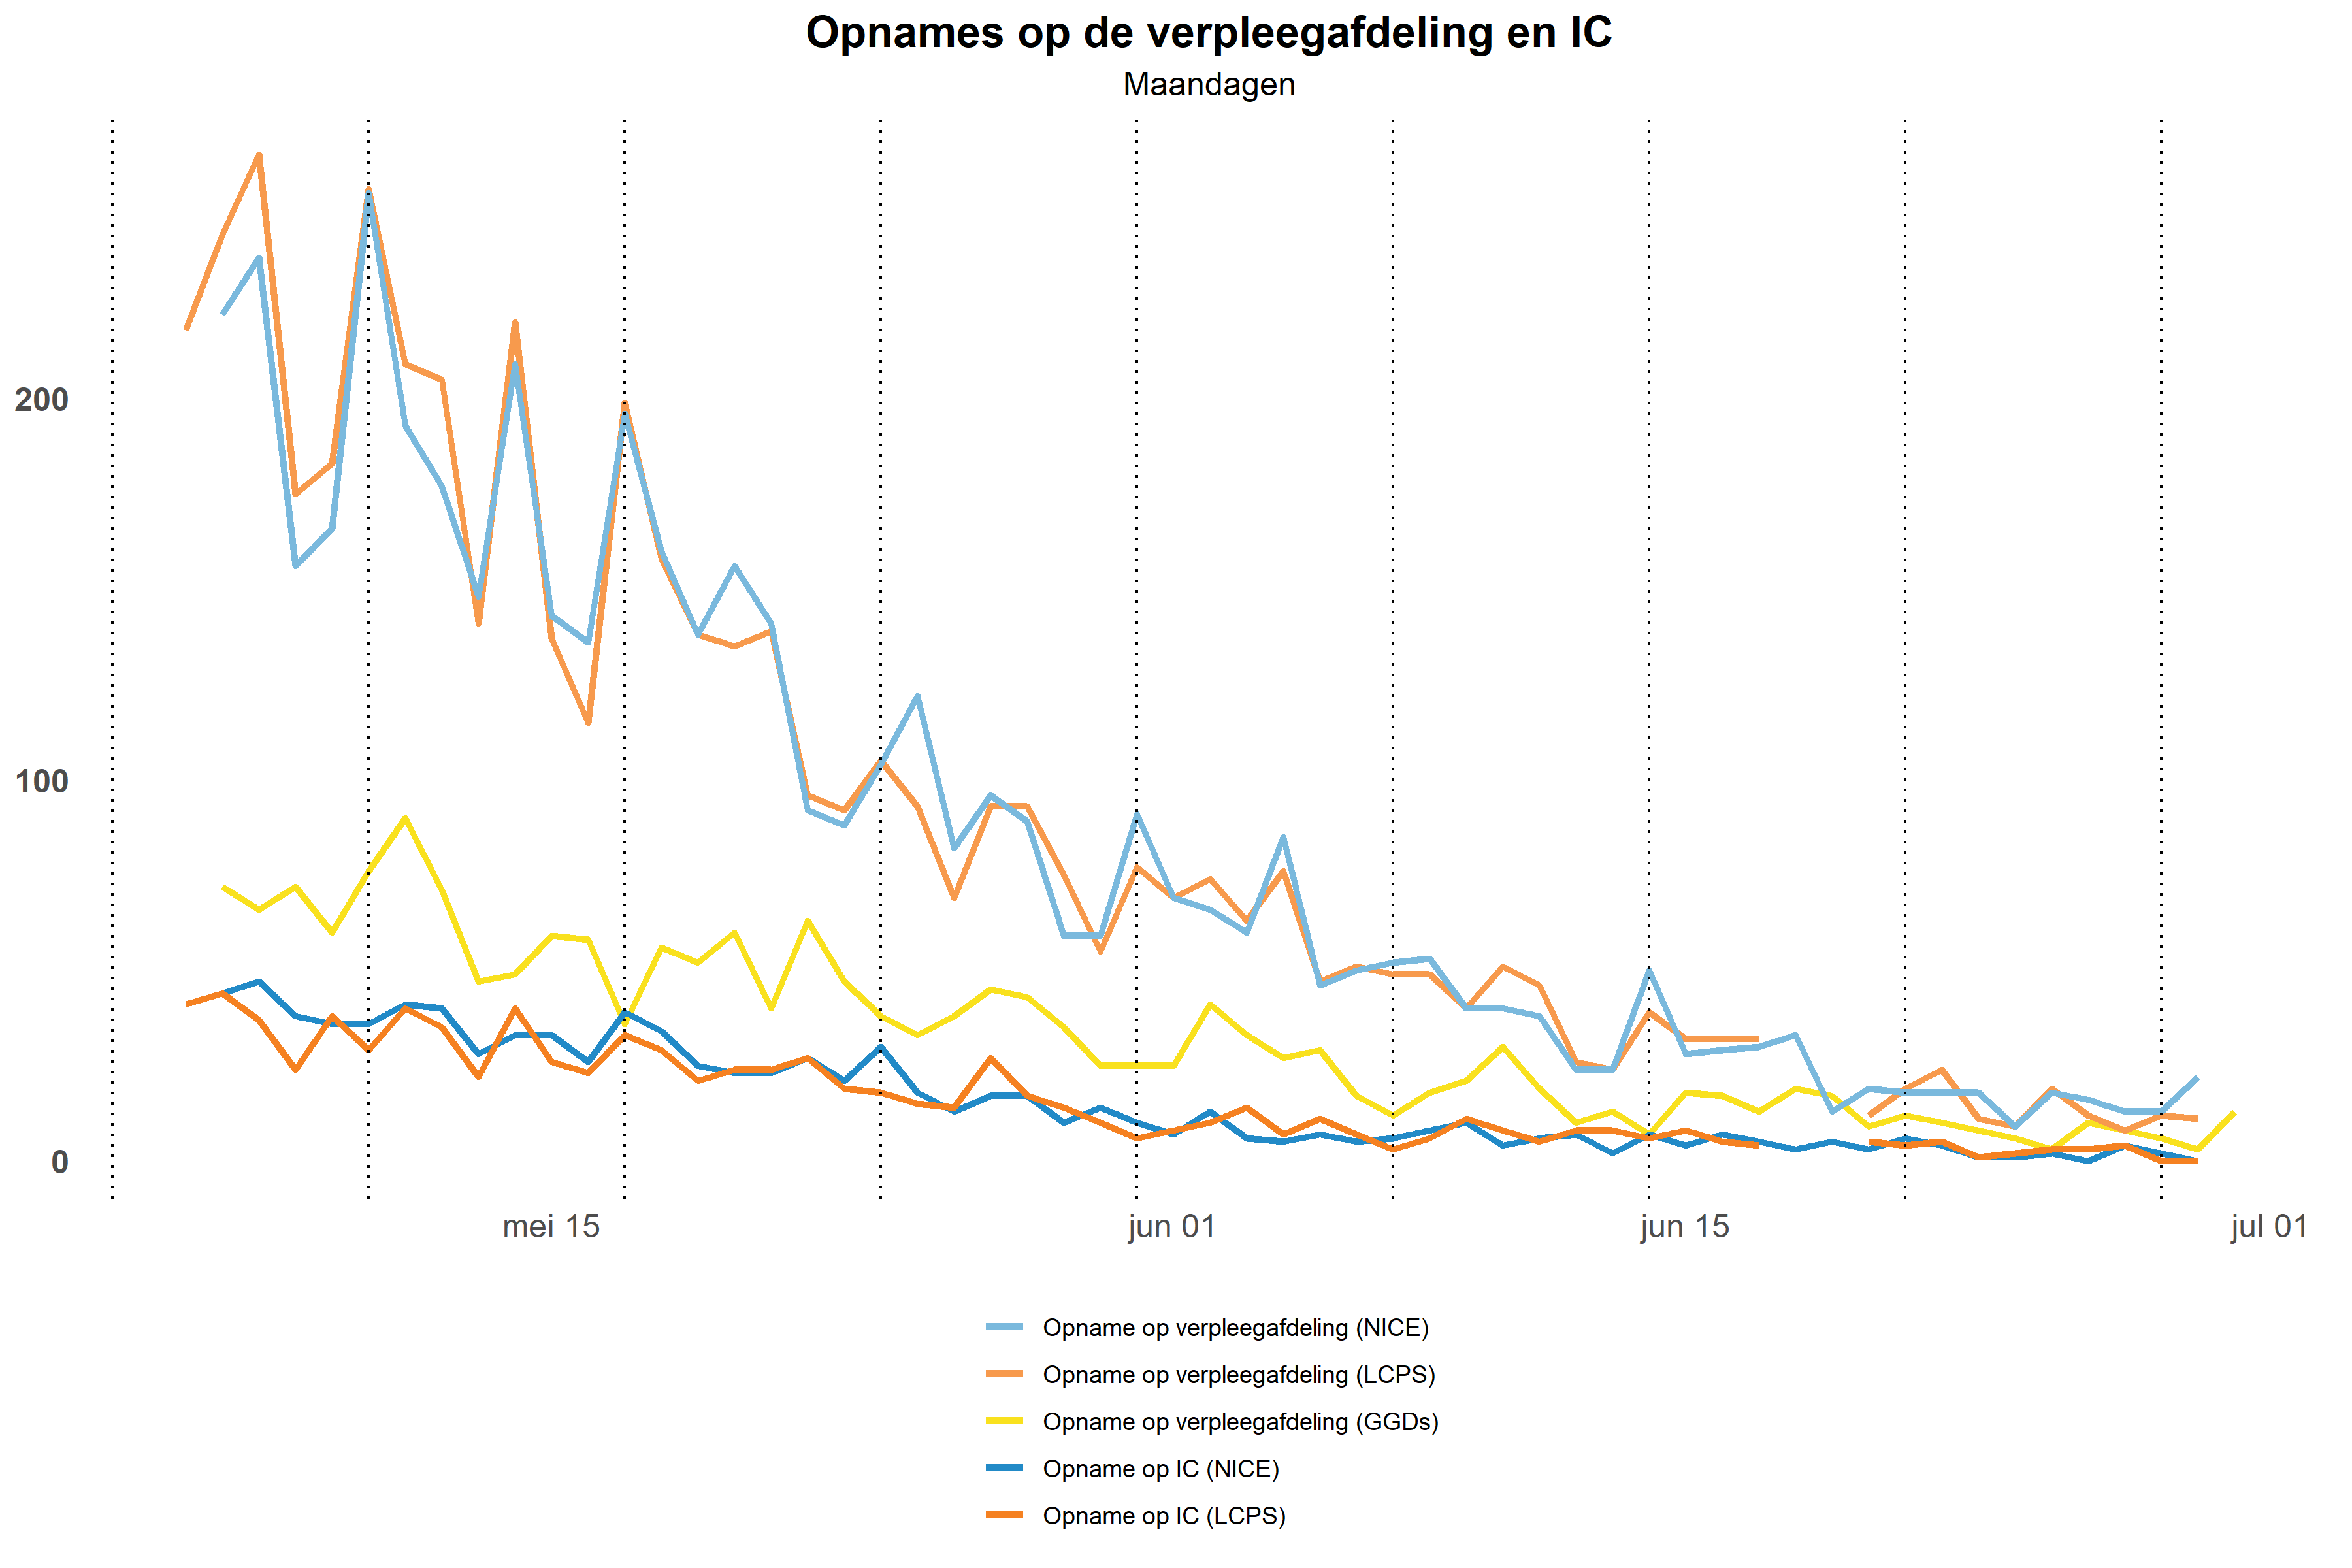 Opnames op de verpleegafdeling en IC
Maandagen
200
100
0
mei 15
jun 01
jun 15
jul 01
Opname op verpleegafdeling (NICE)
Opname op verpleegafdeling (LCPS)
Opname op verpleegafdeling (GGDs)
Opname op IC (NICE)
Opname op IC (LCPS)